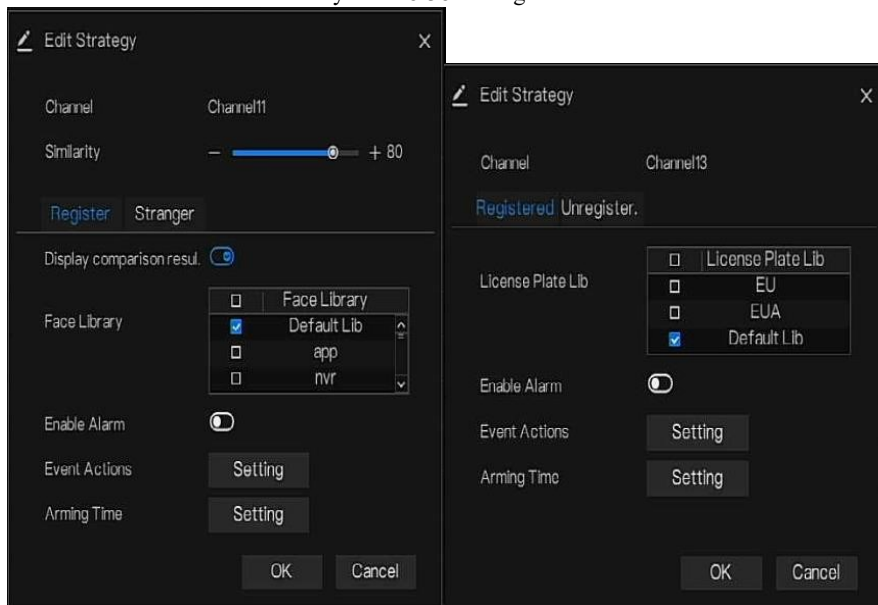 Edit Strategy X
Channel Channel11
Similarity − + 80
Register Stranger
Display comparison resul.
Face Library
Face Library
Default Lib
app
nvr
Enable Alarm
Event Actions Setting
Arming Time Setting
OK Cancel
Edit Strategy X
Channel Channel13
Registered Unregister.
License Plate Lib
License Plate Lib
EU
EUA
Default Lib
Enable Alarm
Event Actions Setting
Arming Time Setting
OK Cancel